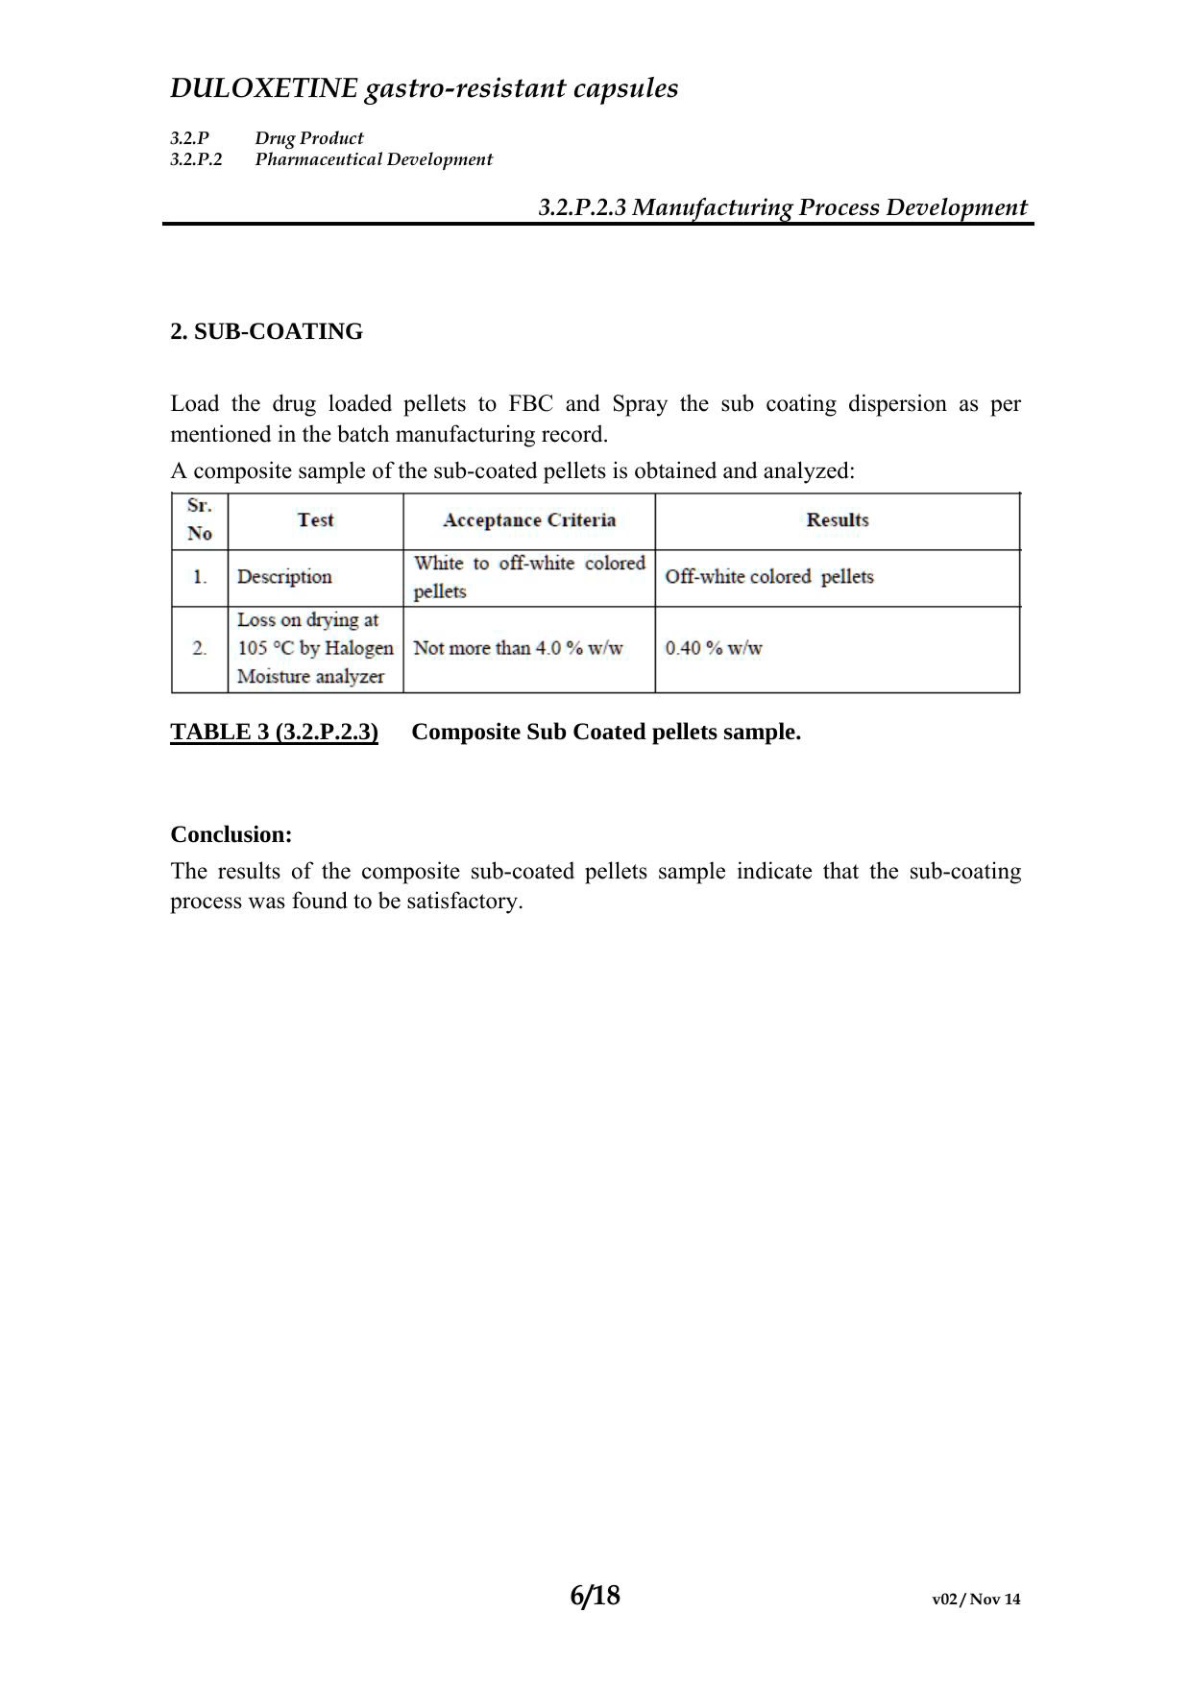 DULOXETINE gastro-resistant capsules
3.2.P Drug Product
3.2.P.2 Pharmaceutical Development
3.2.P.2.3 Manufacturing Process Development
2. SUB-COATING
Load the drug loaded pellets to FBC and Spray the sub coating dispersion as per
mentioned in the batch manufacturing record.
A composite sample of the sub-coated pellets is obtained and analyzed:
Sr.
No
Test
Acceptance Criteria
Results
1.
Description
White to off-white colored
pellets
Off-white colored pellets
2.
Loss on drying at
105 °C by Halogen
Moisture analyzer
Not more than 4.0 % w/w
0.40 % w/w
TABLE 3 (3.2.P.2.3) Composite Sub Coated pellets sample.
Conclusion:
The results of the composite sub-coated pellets sample indicate that the sub-coating
process was found to be satisfactory.
6/18
v02 / Nov 14